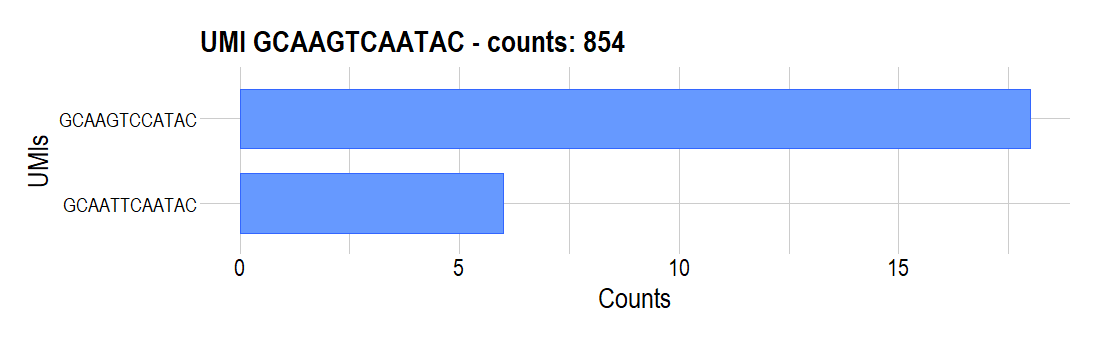 UMI GCAAGTCAATAC - counts: 854
UMIs
GCAAGTCCATAC
GCAATTCAATAC
0 5 10 15
Counts